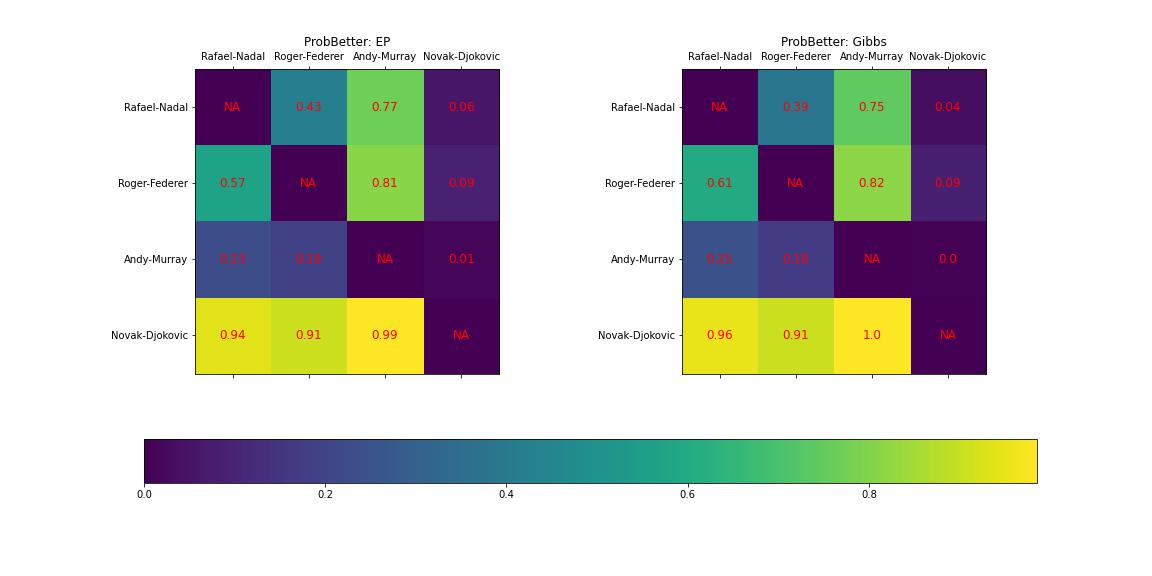 ProbBetter: EP
Rafael-Nadal Roger-Federer Andy-Murray Novak-Djokovic
Rafael-Nadal NA 0.43 0.77 0.06
Roger-Federer 0.57 NA 0.81 0.09
Andy-Murray 0.23 0.19 NA 0.01
Novak-Djokovic 0.94 0.91 0.99 NA
ProbBetter: Gibbs
Rafael-Nadal Roger-Federer Andy-Murray Novak-Djokovic
Rafael-Nadal NA 0.39 0.75 0.04
Roger-Federer 0.61 NA 0.82 0.09
Andy-Murray 0.25 0.18 NA 0.0
Novak-Djokovic 0.96 0.91 1.0 NA
0.0 0.2 0.4 0.6 0.8